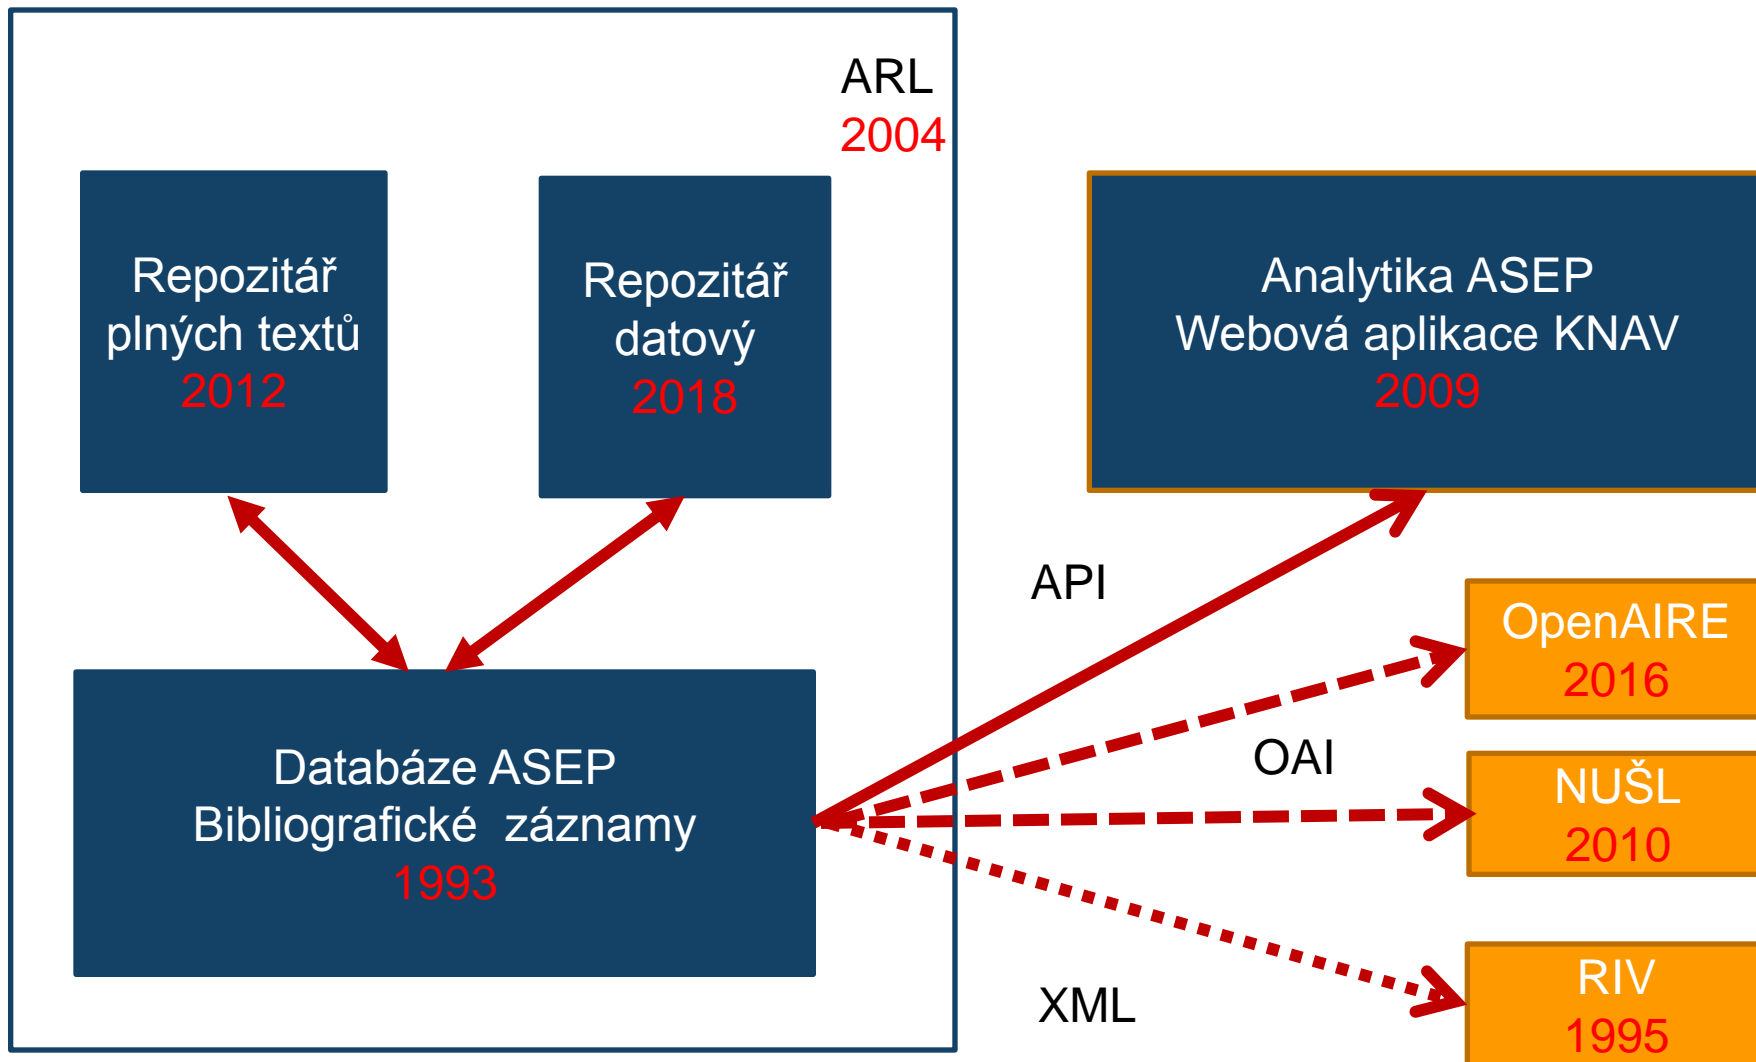 ARL
2004
Repozitář
plných textů
2012
Repozitář
datový
2018
Analytika ASEP
Webová aplikace KNAV
2009
API
OpenAIRE
2016
OAI
NUŠL
2010
Databáze ASEP
Bibliografické  záznamy
1993
XML
RIV
1995